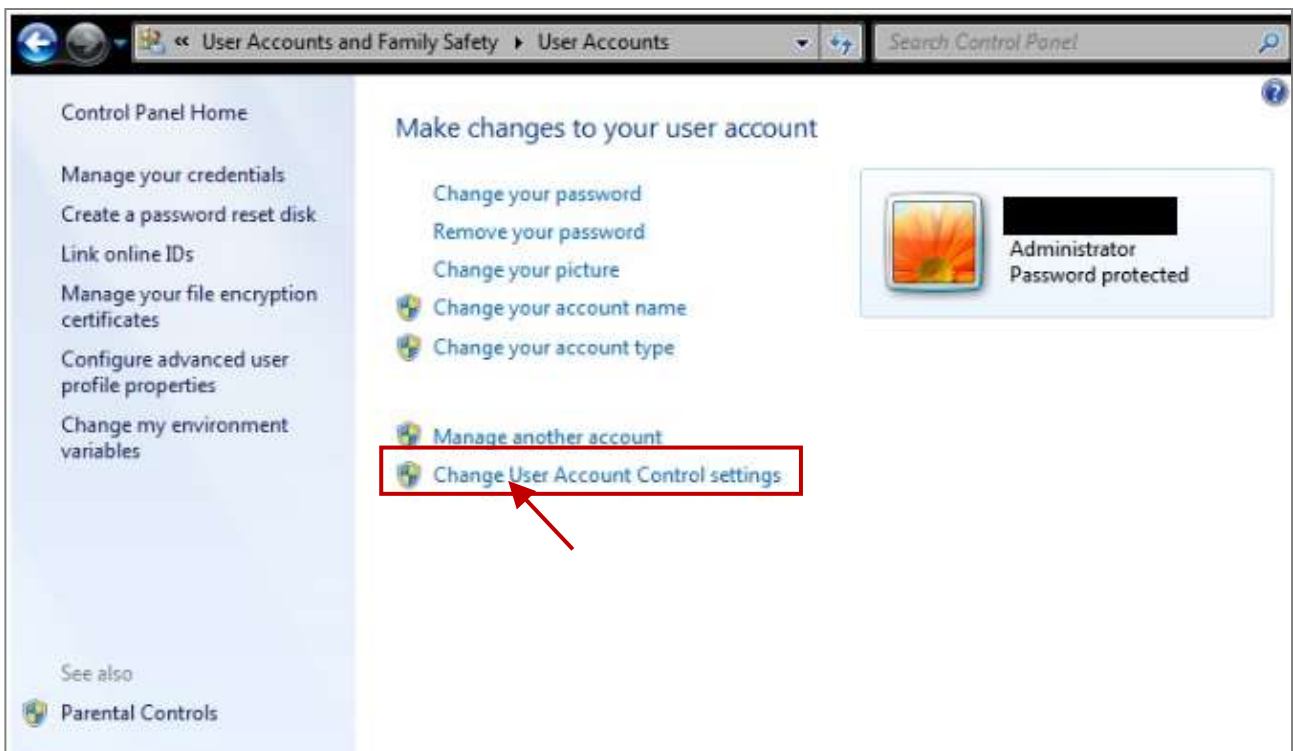 « User Accounts and Family Safety ▸ User Accounts
Search Control Panel
Control Panel Home
Manage your credentials
Create a password reset disk
Link online IDs
Manage your file encryption
certificates
Configure advanced user
profile properties
Change my environment
variables
See also
Parental Controls
Make changes to your user account
Change your password
Remove your password
Change your picture
Change your account name
Change your account type
Manage another account
Change User Account Control settings
Administrator
Password protected